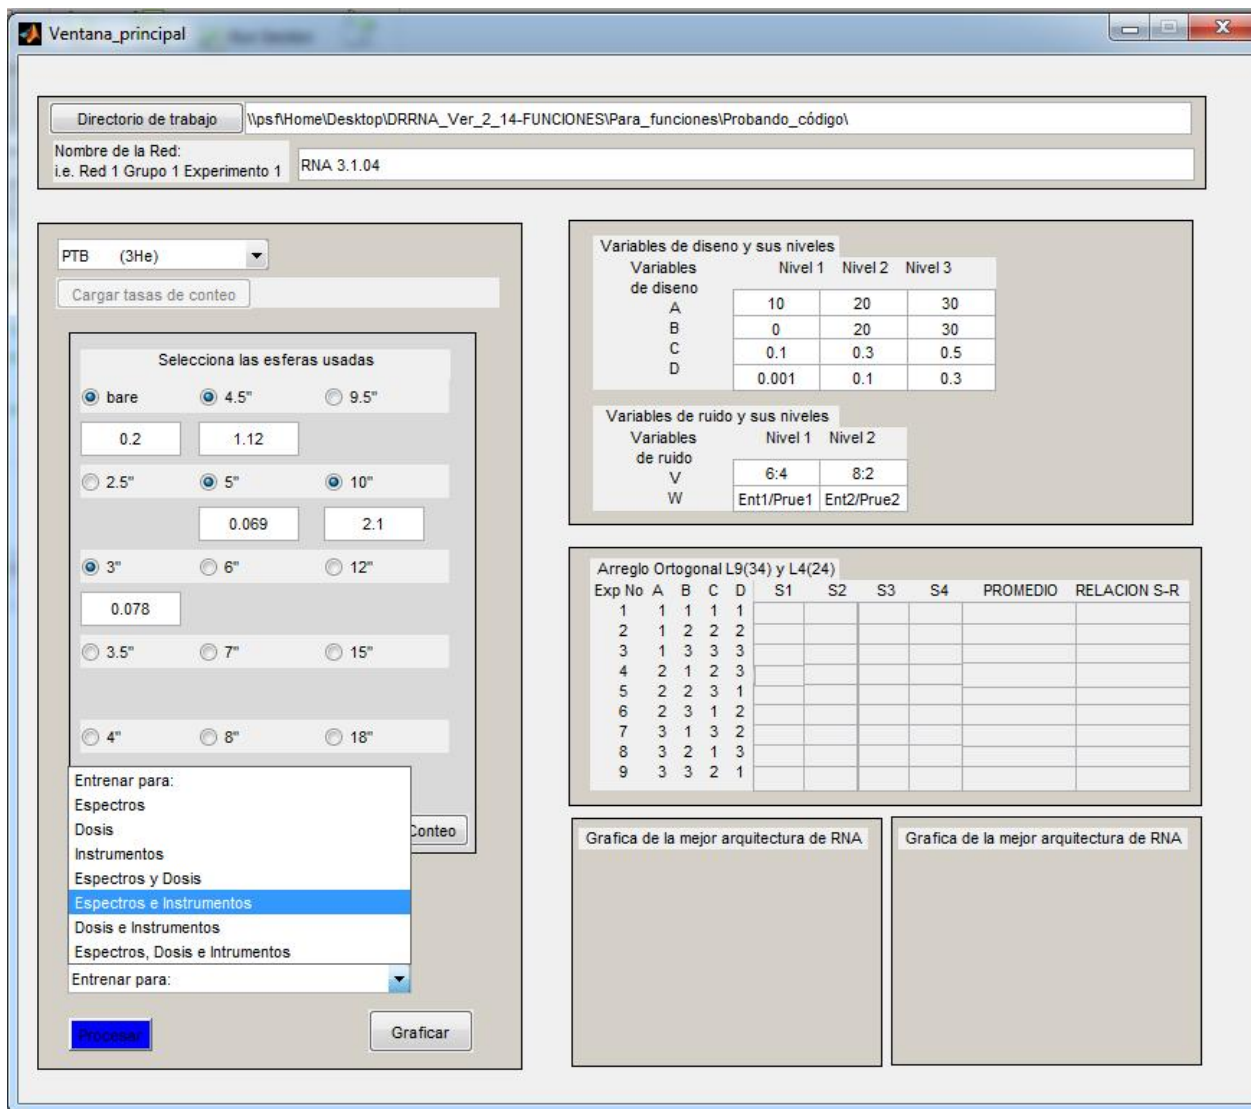 Ventana_principal
Directorio de trabajo \\psf\Home\Desktop\DRRNA_Ver_2_14-FUNCIONES\Para_funciones\Probando_código\
Nombre de la Red:
i.e. Red 1 Grupo 1 Experimento 1 RNA 3.1.04
PTB (3He)
Cargar tasas de conteo
Selecciona las esferas usadas
bare 4.5" 9.5"
0.2 1.12
2.5" 5" 10"
0.069 2.1
3" 6" 12"
0.078
3.5" 7" 15"
4" 8" 18"
Entrenar para:
Espectros
Dosis
Instrumentos
Espectros y Dosis
Espectros e Instrumentos
Dosis e Instrumentos
Espectros, Dosis e Intrumentos
Conteo
Entrenar para:
Procesar Graficar
Variables de diseno y sus niveles
Variables Nivel 1 Nivel 2 Nivel 3
de diseno
A 10 20 30
B 0 20 30
C 0.1 0.3 0.5
D 0.001 0.1 0.3
Variables de ruido y sus niveles
Variables Nivel 1 Nivel 2
de ruido
V 6:4 8:2
W Ent1/Prue1 Ent2/Prue2
Arreglo Ortogonal L9(34) y L4(24)
Exp No A B C D S1 S2 S3 S4 PROMEDIO RELACION S-R
1 1 1 1 1
2 1 2 2 2
3 1 3 3 3
4 2 1 2 3
5 2 2 3 1
6 2 3 1 2
7 3 1 3 2
8 3 2 1 3
9 3 3 2 1
Grafica de la mejor arquitectura de RNA
Grafica de la mejor arquitectura de RNA